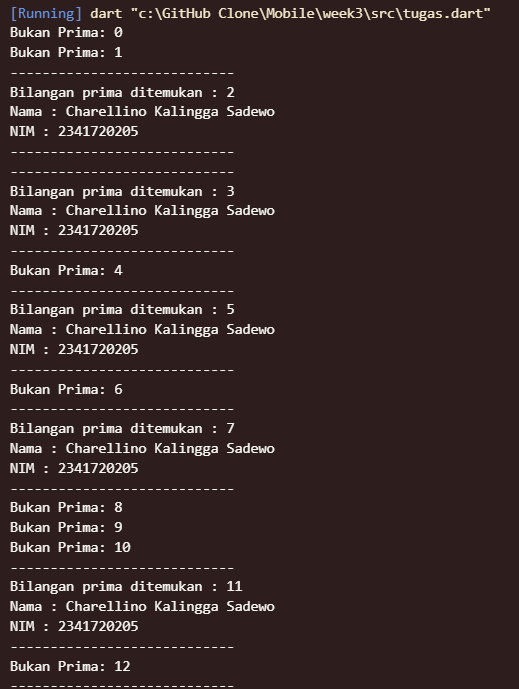 [Running] dart "c:\GitHub Clone\Mobile\week3\src\tugas.dart"
Bukan Prima: 0
Bukan Prima: 1
----------------------------
Bilangan prima ditemukan : 2
Nama : Charellino Kalingga Sadewo
NIM : 2341720205
----------------------------
----------------------------
Bilangan prima ditemukan : 3
Nama : Charellino Kalingga Sadewo
NIM : 2341720205
----------------------------
Bukan Prima: 4
----------------------------
Bilangan prima ditemukan : 5
Nama : Charellino Kalingga Sadewo
NIM : 2341720205
----------------------------
Bukan Prima: 6
----------------------------
Bilangan prima ditemukan : 7
Nama : Charellino Kalingga Sadewo
NIM : 2341720205
----------------------------
Bukan Prima: 8
Bukan Prima: 9
Bukan Prima: 10
----------------------------
Bilangan prima ditemukan : 11
Nama : Charellino Kalingga Sadewo
NIM : 2341720205
----------------------------
Bukan Prima: 12
----------------------------